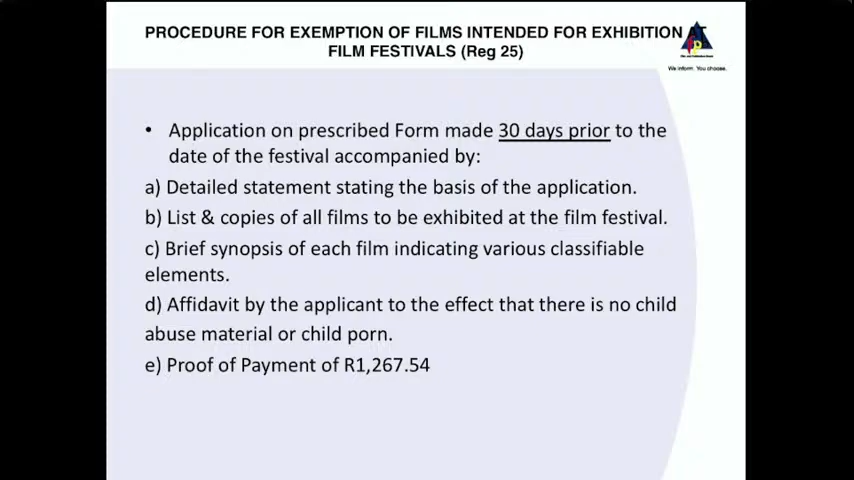 PROCEDURE FOR EXEMPTION OF FILMS INTENDED FOR EXHIBITION AT
FILM FESTIVALS (Reg 25)
We inform. You choose.
• Application on prescribed Form made 30 days prior to the
date of the festival accompanied by:
a) Detailed statement stating the basis of the application.
b) List & copies of all films to be exhibited at the film festival.
c) Brief synopsis of each film indicating various classifiable
elements.
d) Affidavit by the applicant to the effect that there is no child
abuse material or child porn.
e) Proof of Payment of R1,267.54